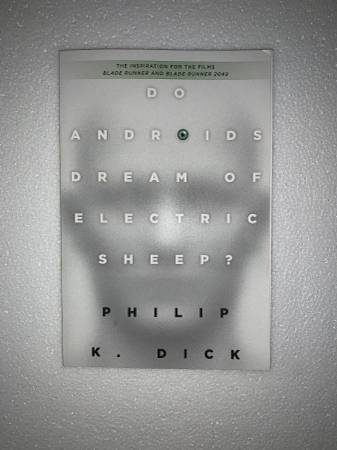 THE INSPIRATION FOR THE FILMS
BLADE RUNNER AND BLADE RUNNER 2049
DO
ANDROIDS
DREAM OF
ELECTRIC
SHEEP?
PHILIP
K. DICK